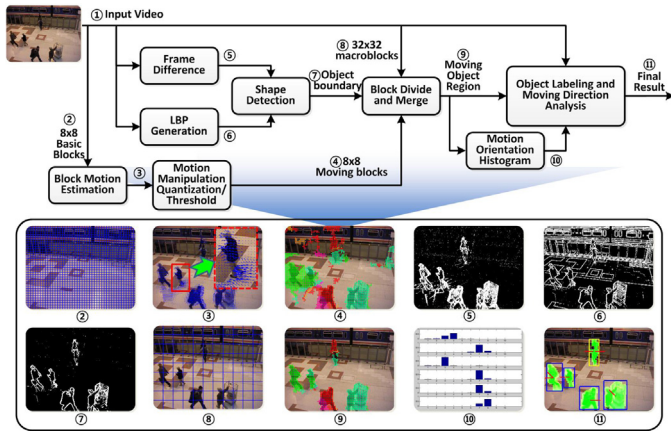 ① Input Video
Frame
Difference
⑤
⑧ 32x32
macroblocks
⑨
Moving
Object
Region
⑪
Final
Result
Shape
Detection
⑦ Object
boundary
Block Divide
and Merge
Object Labeling and
Moving Direction
Analysis
LBP
Generation
⑥
②
8x8
Basic
Blocks
Motion
Orientation
Histogram
⑩
Block Motion
Estimation
③
Motion
Manipulation
Quantization/
Threshold
④ 8x8
Moving blocks
② ③ ④ ⑤ ⑥
⑦ ⑧ ⑨ ⑩ ⑪